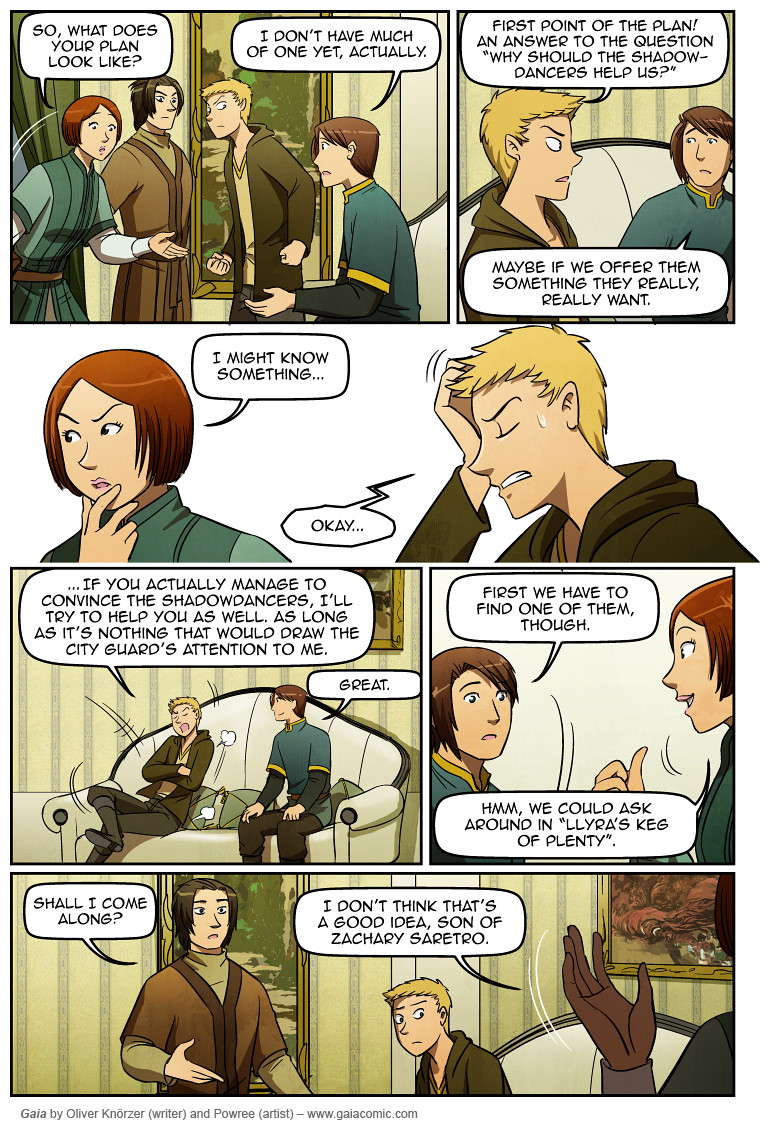 SO, WHAT DOES
YOUR PLAN
LOOK LIKE?
I DON'T HAVE MUCH
OF ONE YET, ACTUALLY.
FIRST POINT OF THE PLAN!
AN ANSWER TO THE QUESTION
"WHY SHOULD THE SHADOW-
DANCERS HELP US?"
MAYBE IF WE OFFER THEM
SOMETHING THEY REALLY,
REALLY WANT.
I MIGHT KNOW
SOMETHING...
OKAY...
...IF YOU ACTUALLY MANAGE TO
CONVINCE THE SHADOWDANCERS, I'LL
TRY TO HELP YOU AS WELL. AS LONG
AS IT'S NOTHING THAT WOULD DRAW THE
CITY GUARD'S ATTENTION TO ME.
GREAT.
FIRST WE HAVE TO
FIND ONE OF THEM,
THOUGH.
HMM, WE COULD ASK
AROUND IN "LLYRA'S KEG
OF PLENTY".
SHALL I COME
ALONG?
I DON'T THINK THAT'S
A GOOD IDEA, SON OF
ZACHARY SARETRO.
Gaia by Oliver Knörzer (writer) and Powree (artist) – www.gaiacomic.com